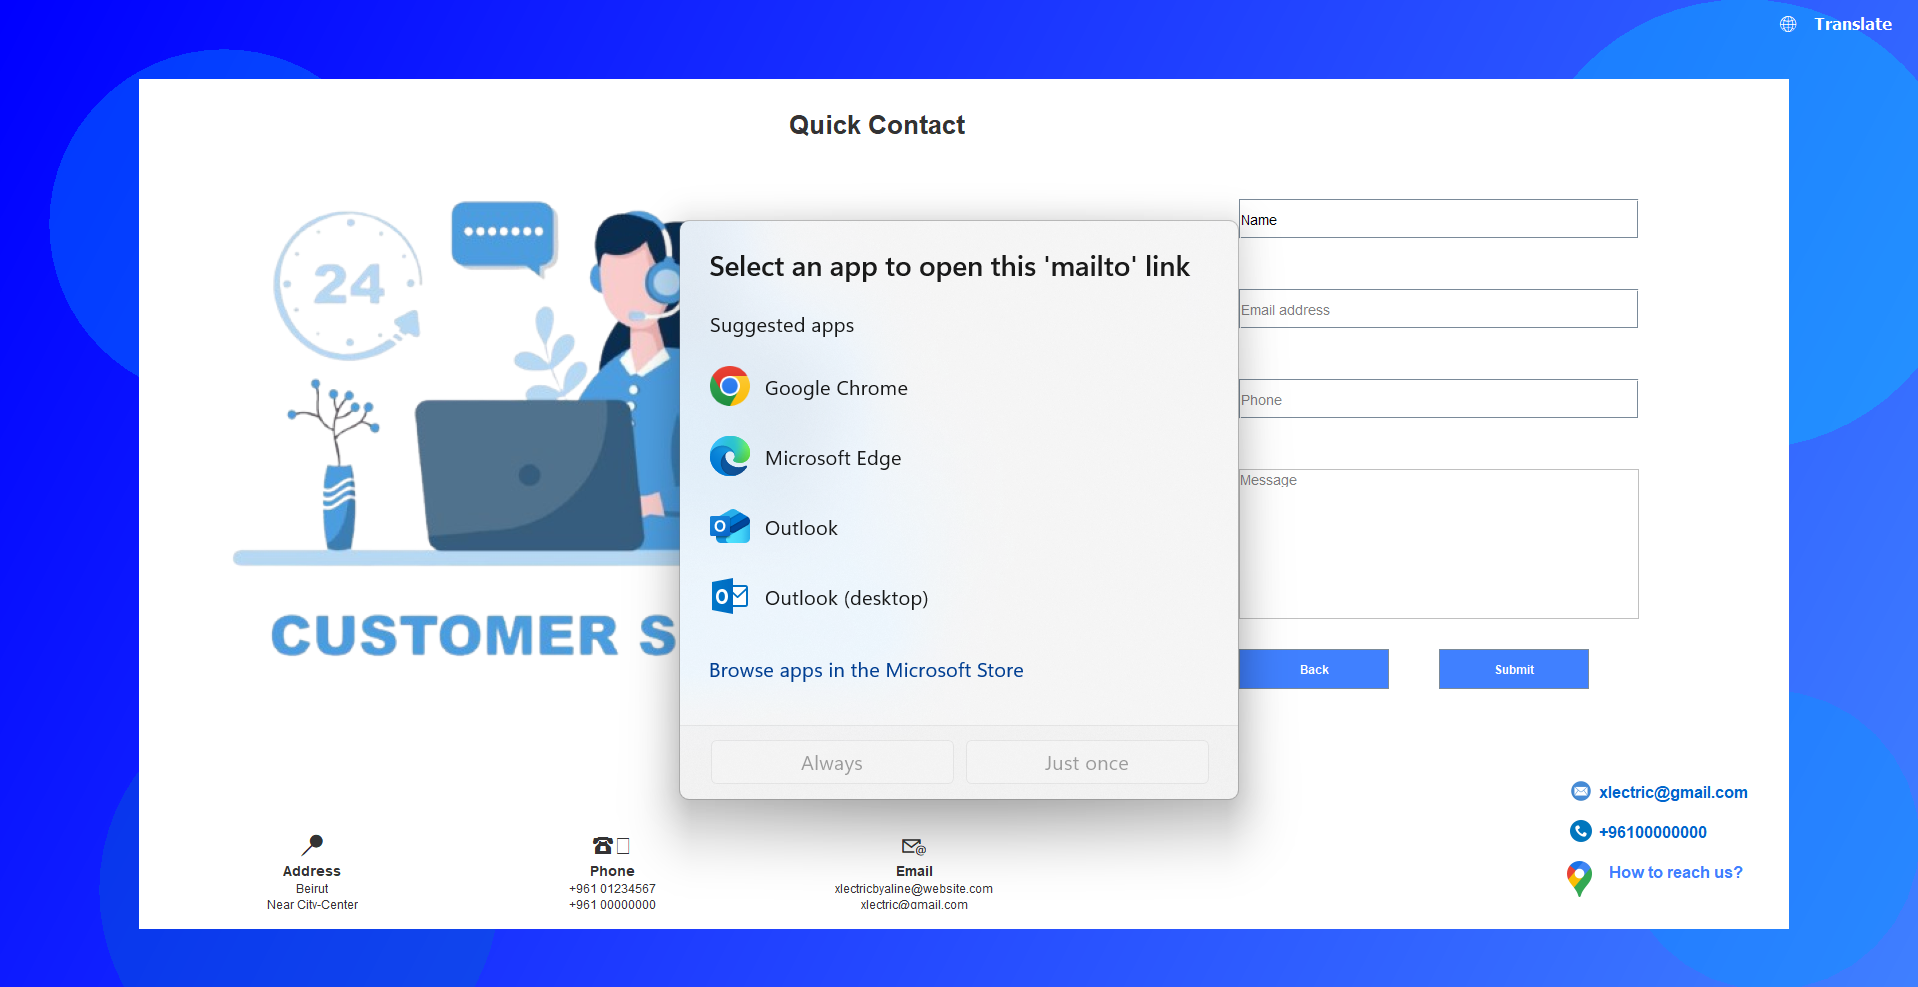 Translate
Quick Contact
24
CUSTOMER S
Select an app to open this 'mailto' link
Suggested apps
Google Chrome
Microsoft Edge
Outlook
Outlook (desktop)
Browse apps in the Microsoft Store
Always
Just once
Name
Email address
Phone
Message
Back
Submit
xlectric@gmail.com
+96100000000
How to reach us?
Address
Beirut
Near City-Center
Phone
+961 01234567
+961 00000000
Email
xlectricbyaline@website.com
xlectric@gmail.com